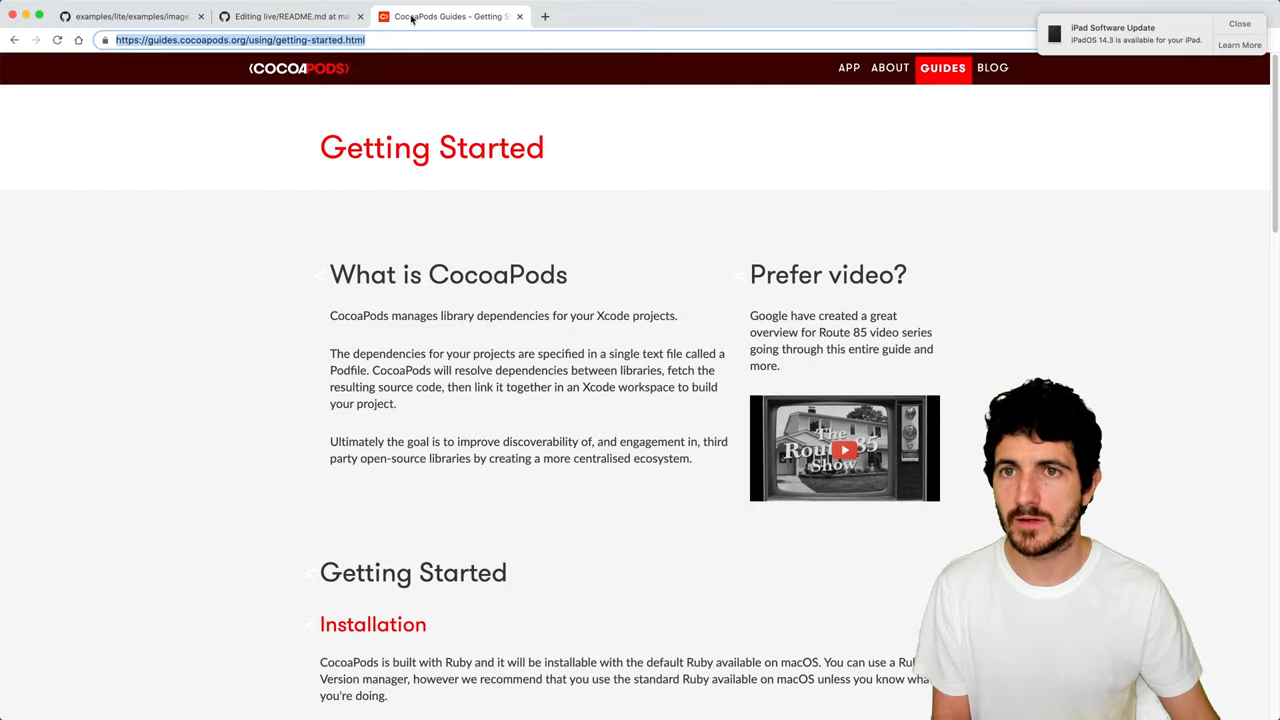 examples/lite/examples/image_
Editing live/README.md at ma
CocoaPods Guides - Getting S
https://guides.cocoapods.org/using/getting-started.html
iPad Software Update
iPadOS 14.3 is available for your iPad.
Close
Learn More
COCOAPODS
APP
ABOUT
GUIDES
BLOG
Getting Started
What is CocoaPods
CocoaPods manages library dependencies for your Xcode projects.
The dependencies for your projects are specified in a single text file called a
Podfile. CocoaPods will resolve dependencies between libraries, fetch the
resulting source code, then link it together in an Xcode workspace to build
your project.
Ultimately the goal is to improve discoverability of, and engagement in, third
party open-source libraries by creating a more centralised ecosystem.
Prefer video?
Google have created a great
overview for Route 85 video series
going through this entire guide and
more.
The
Route 85
Show
Getting Started
Installation
CocoaPods is built with Ruby and it will be installable with the default Ruby available on macOS. You can use a Ru
Version manager, however we recommend that you use the standard Ruby available on macOS unless you know wha
you're doing.